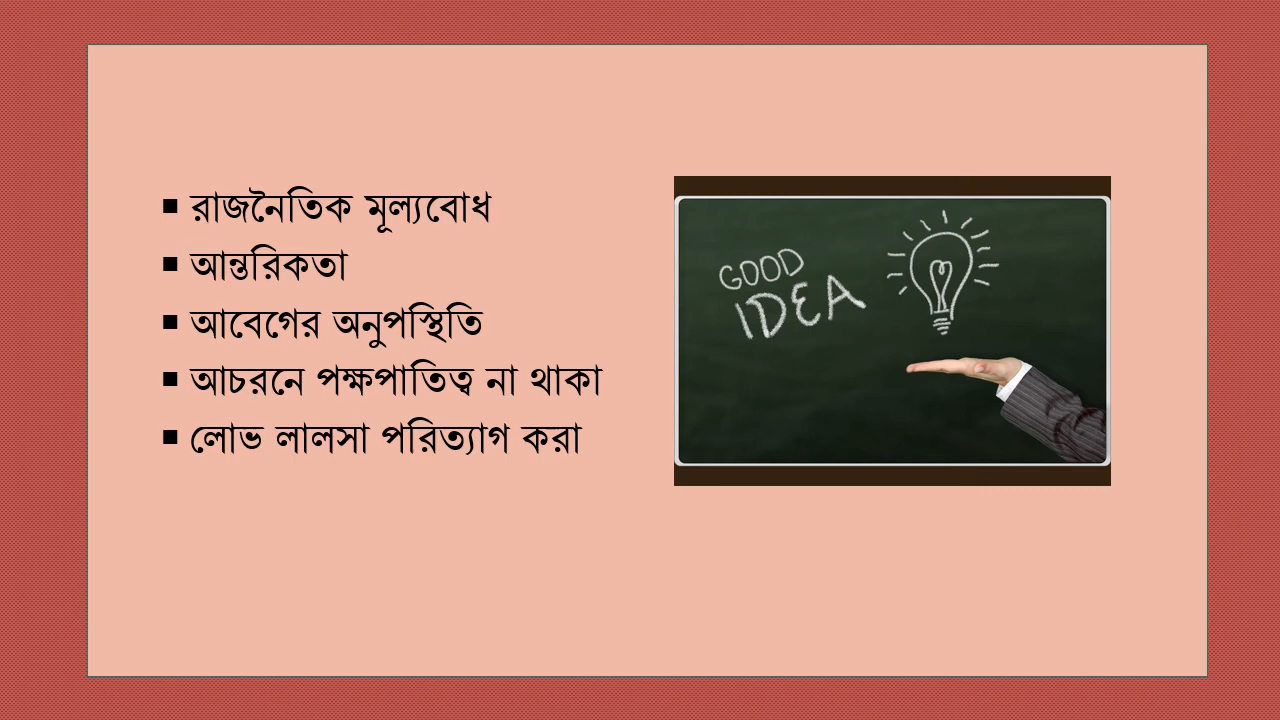 ▪ রাজনৈতিক মূল্যবোধ
▪ আন্তরিকতা
▪ আবেগের অনুপস্থিতি
▪ আচরনে পক্ষপাতিত্ব না থাকা
▪ লোভ লালসা পরিত্যাগ করা
GOOD
IDEA